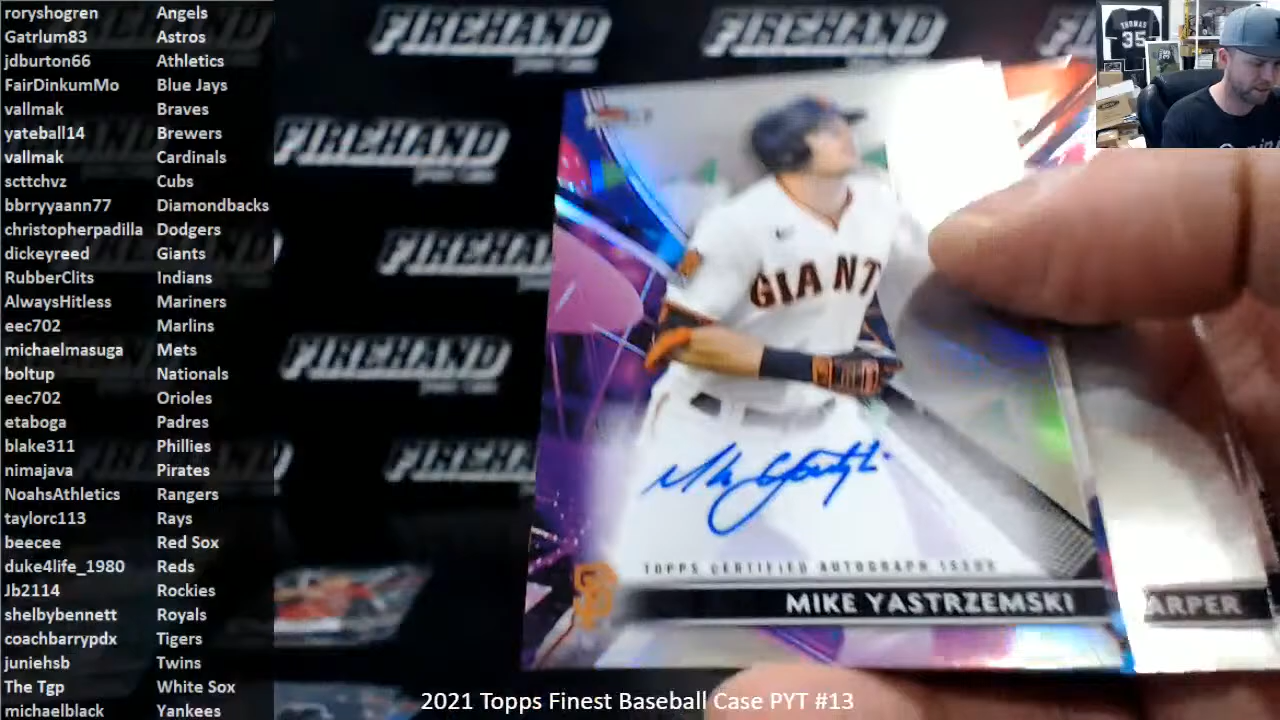 roryshogren Angels
Gatrlum83 Astros
jdburton66 Athletics
FairDinkumMo Blue Jays
vallmak Braves
yateball14 Brewers
vallmak Cardinals
scttchvz Cubs
bbrryyaann77 Diamondbacks
christopherpadilla Dodgers
dickeyreed Giants
RubberClits Indians
AlwaysHitless Mariners
eec702 Marlins
michaelmasuga Mets
boltup Nationals
eec702 Orioles
etaboga Padres
blake311 Phillies
nimajava Pirates
NoahsAthletics Rangers
taylorc113 Rays
beecee Red Sox
duke4life_1980 Reds
Jb2114 Rockies
shelbybennett Royals
coachbarrypdx Tigers
juniehsb Twins
The Tgp White Sox
michaelblack Yankees
FIREHAND FIREHAND
FIREHAND
FIREHAND
FIREHAND
FIREHAND
THOMAS
35
GIANT
TOPPS CERTIFIED AUTOGRAPH ISSUE
MIKE YASTRZEMSKI
ARPER
2021 Topps Finest Baseball Case PYT #13